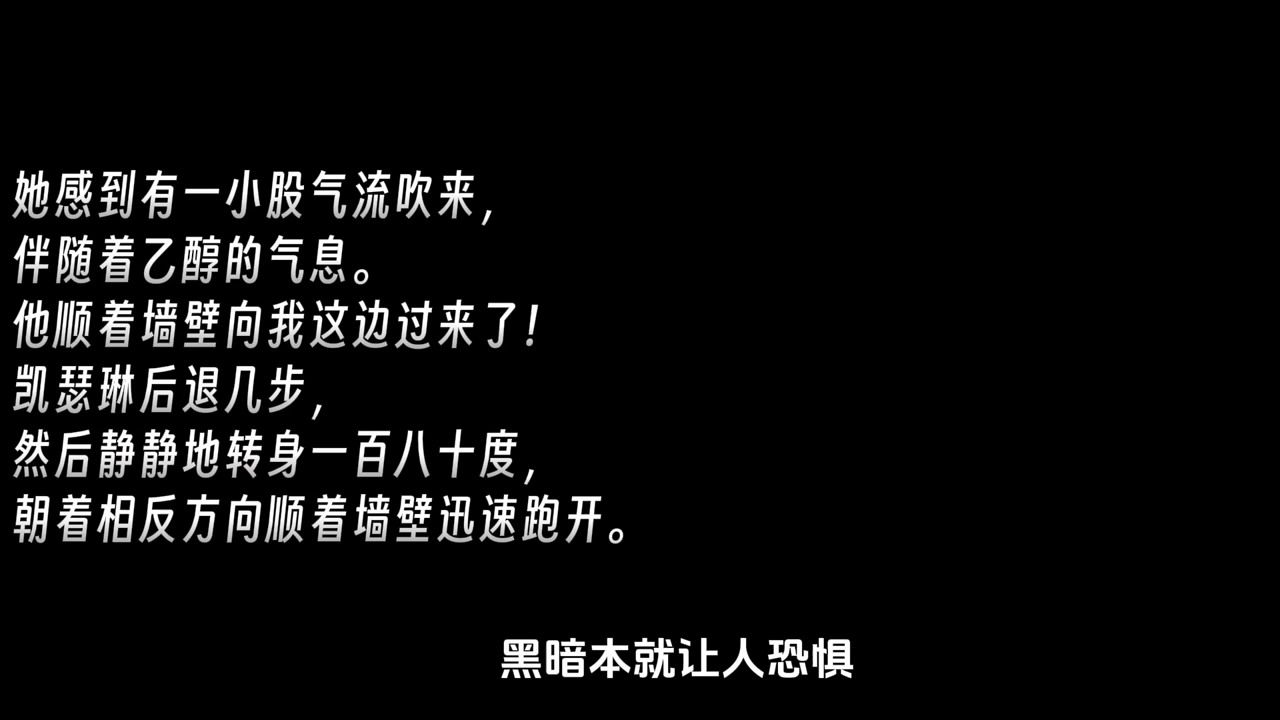 她感到有一小股气流吹来，
伴随着乙醇的气息。
他顺着墙壁向我这边过来了！
凯瑟琳后退几步，
然后静静地转身一百八十度，
朝着相反方向顺着墙壁迅速跑开。
黑暗本就让人恐惧